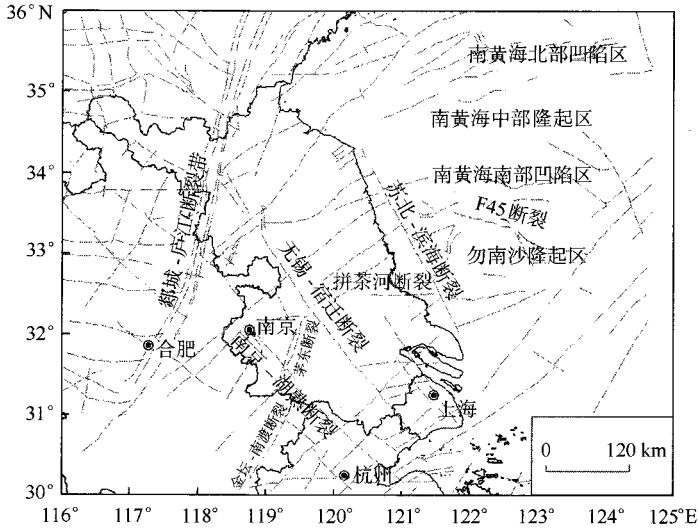 36°N
35°
34°
33°
32°
31°
30°
南黄海北部凹陷区
南黄海中部隆起区
南黄海南部凹陷区
F45断裂
勿南沙隆起区
郯城-庐江断裂带
苏北-滨海断裂
无锡-宿迁断裂
拼茶河断裂
南京
合肥
茅东断裂
南京-湖熟断裂
金坛-南渡断裂
上海
杭州
0 120 km
116° 117° 118° 119° 120° 121° 122° 123° 124° 125°E